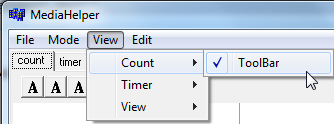 MediaHelper
File Mode View Edit
count timer
A A A
Count
ToolBar
Timer
View